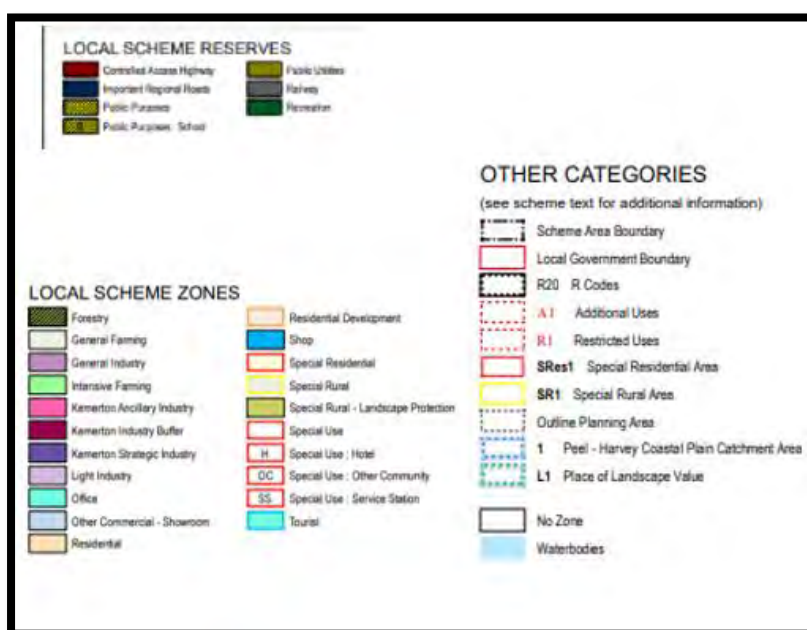 LOCAL SCHEME RESERVES
Controlled Access Highway
Important Regional Roads
Public Purposes
Public Purposes : School
Public Utilities
Railway
Recreation
LOCAL SCHEME ZONES
Forestry
General Farming
General Industry
Intensive Farming
Kemerton Ancillary Industry
Kemerton Industry Buffer
Kemerton Strategic Industry
Light Industry
Office
Other Commercial - Showroom
Residential
Residential Development
Shop
Special Residential
Special Rural
Special Rural - Landscape Protection
Special Use
H Special Use : Hotel
OC Special Use : Other Community
SS Special Use : Service Station
Tourist
OTHER CATEGORIES
(see scheme text for additional information)
Scheme Area Boundary
Local Government Boundary
R20 R Codes
A1 Additional Uses
R1 Restricted Uses
SRes1 Special Residential Area
SR1 Special Rural Area
Outline Planning Area
1 Peel - Harvey Coastal Plain Catchment Area
L1 Place of Landscape Value
No Zone
Waterbodies